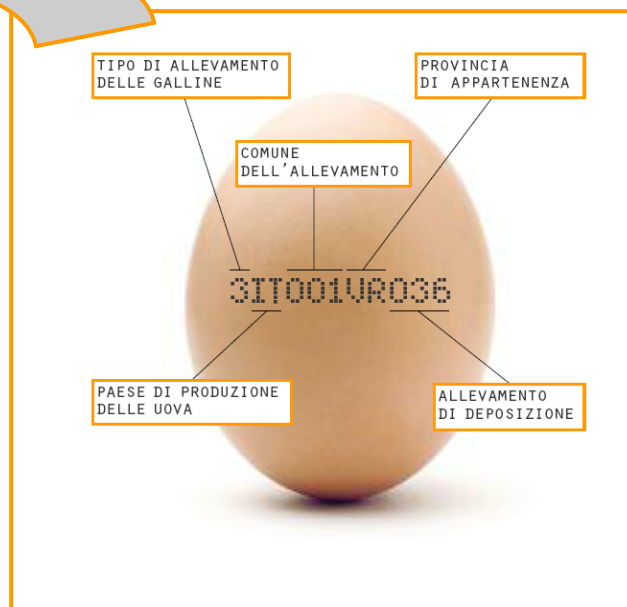 TIPO DI ALLEVAMENTO
DELLE GALLINE
PROVINCIA
DI APPARTENENZA
COMUNE
DELL'ALLEVAMENTO
3IT001VR036
PAESE DI PRODUZIONE
DELLE UOVA
ALLEVAMENTO
DI DEPOSIZIONE